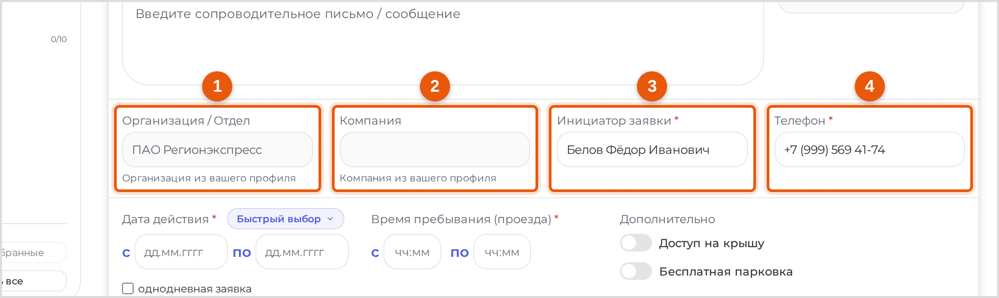 Введите сопроводительное письмо / сообщение
0/10
1
2
3
4
Организация / Отдел
Компания
Инициатор заявки *
Телефон *
ПАО Регионэкспресс
Белов Фёдор Иванович
+7 (999) 569 41-74
Организация из вашего профиля
Компания из вашего профиля
Дата действия *
Быстрый выбор
Время пребывания (проезда) *
Дополнительно
с дд.мм.гггг по дд.мм.гггг
с чч:мм по чч:мм
Доступ на крышу
Бесплатная парковка
однодневная заявка
бранные
ь все